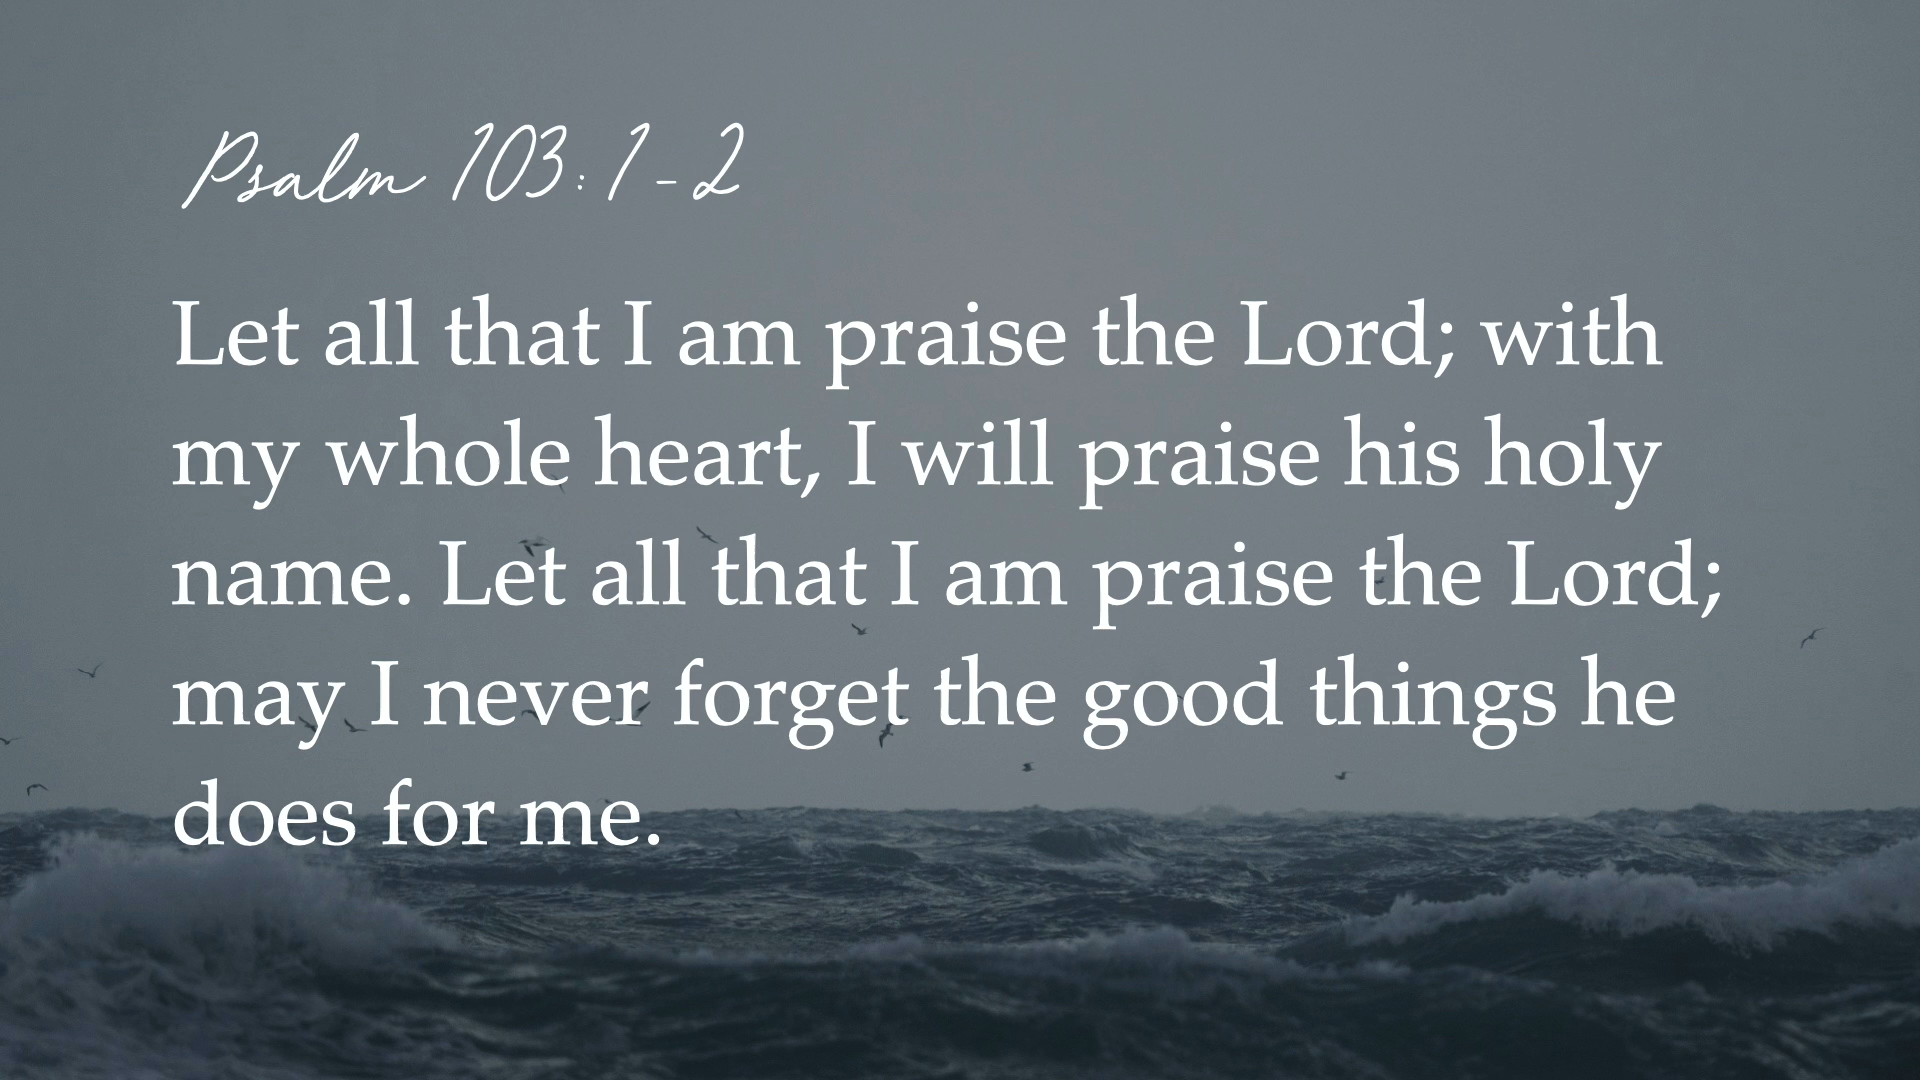 Psalm 103:1-2
Let all that I am praise the Lord; with
my whole heart, I will praise his holy
name. Let all that I am praise the Lord;
may I never forget the good things he
does for me.